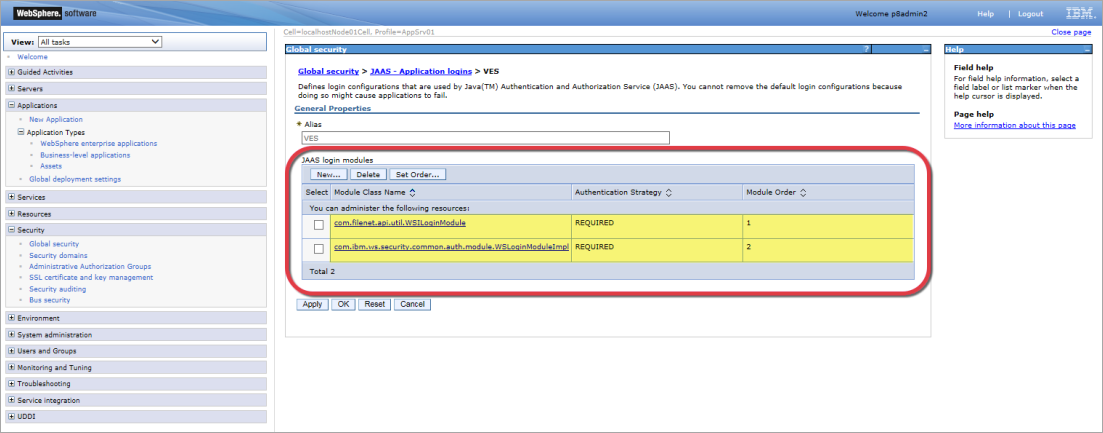 WebSphere. software
Welcome p8admin2
Help
Logout
IBM.
View: All tasks
Welcome
Guided Activities
Servers
Applications
New Application
Application Types
WebSphere enterprise applications
Business-level applications
Assets
Global deployment settings
Services
Resources
Security
Global security
Security domains
Administrative Authorization Groups
SSL certificate and key management
Security auditing
Bus security
Environment
System administration
Users and Groups
Monitoring and Tuning
Troubleshooting
Service integration
UDDI
Cell=localhostNode01Cell, Profile=AppSrv01
Close page
Global security
?
Global security > JAAS - Application logins > VES
Defines login configurations that are used by Java(TM) Authentication and Authorization Service (JAAS). You cannot remove the default login configurations because
doing so might cause applications to fail.
General Properties
* Alias
VES
JAAS login modules
New... Delete Set Order...
Select Module Class Name Authentication Strategy Module Order
You can administer the following resources:
com.filenet.api.util.WSILoginModule REQUIRED 1
com.ibm.ws.security.common.auth.module.WSLoginModuleImpl REQUIRED 2
Total 2
Apply OK Reset Cancel
Help
Field help
For field help information, select a
field label or list marker when the
help cursor is displayed.
Page help
More information about this page